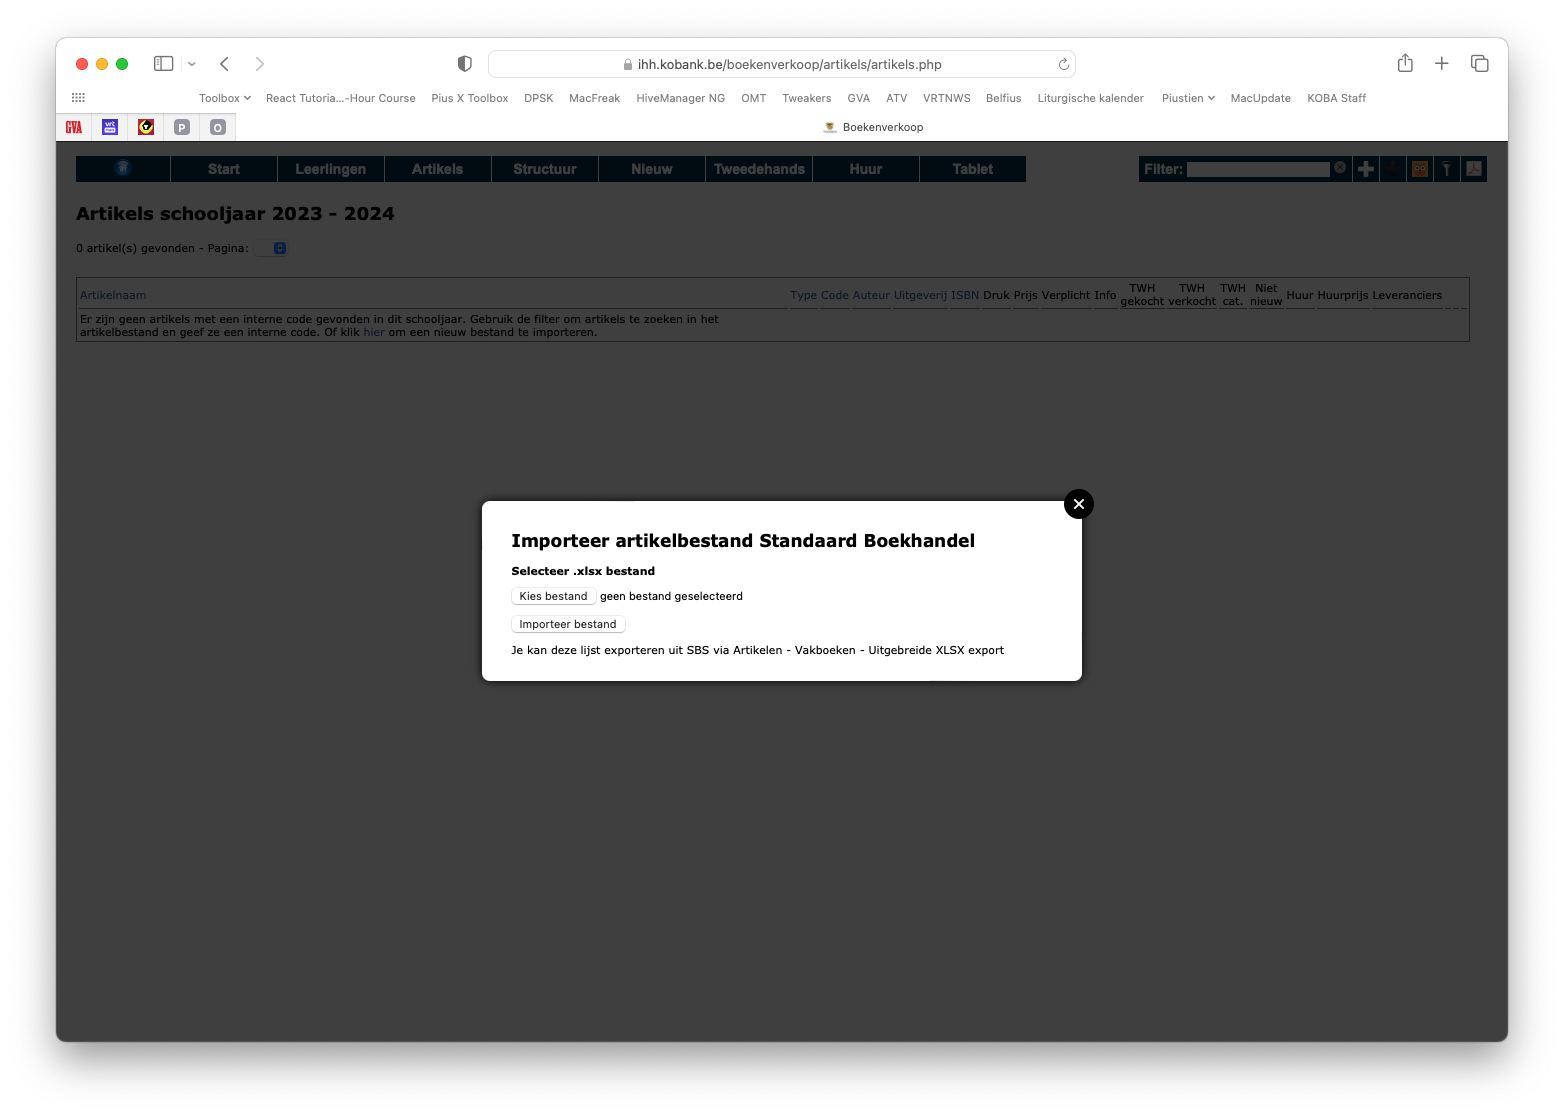 ihh.kobank.be/boekenverkoop/artikels/artikels.php
Toolbox React Tutoria...-Hour Course Pius X Toolbox DPSK MacFreak HiveManager NG OMT Tweakers GVA ATV VRTNWS Belfius Liturgische kalender Piustien MacUpdate KOBA Staff
GVA vrt P O Boekenverkoop
Start Leerlingen Artikels Structuur Nieuw Tweedehands Huur Tablet Filter:
Artikels schooljaar 2023 - 2024
0 artikel(s) gevonden - Pagina:
Artikelnaam Type Code Auteur Uitgeverij ISBN Druk Prijs Verplicht Info TWH gekocht TWH verkocht TWH cat. Niet nieuw Huur Huurprijs Leveranciers
Er zijn geen artikels met een interne code gevonden in dit schooljaar. Gebruik de filter om artikels te zoeken in het
artikelbestand en geef ze een interne code. Of klik hier om een nieuw bestand te importeren.
Importeer artikelbestand Standaard Boekhandel
Selecteer .xlsx bestand
Kies bestand geen bestand geselecteerd
Importeer bestand
Je kan deze lijst exporteren uit SBS via Artikelen - Vakboeken - Uitgebreide XLSX export